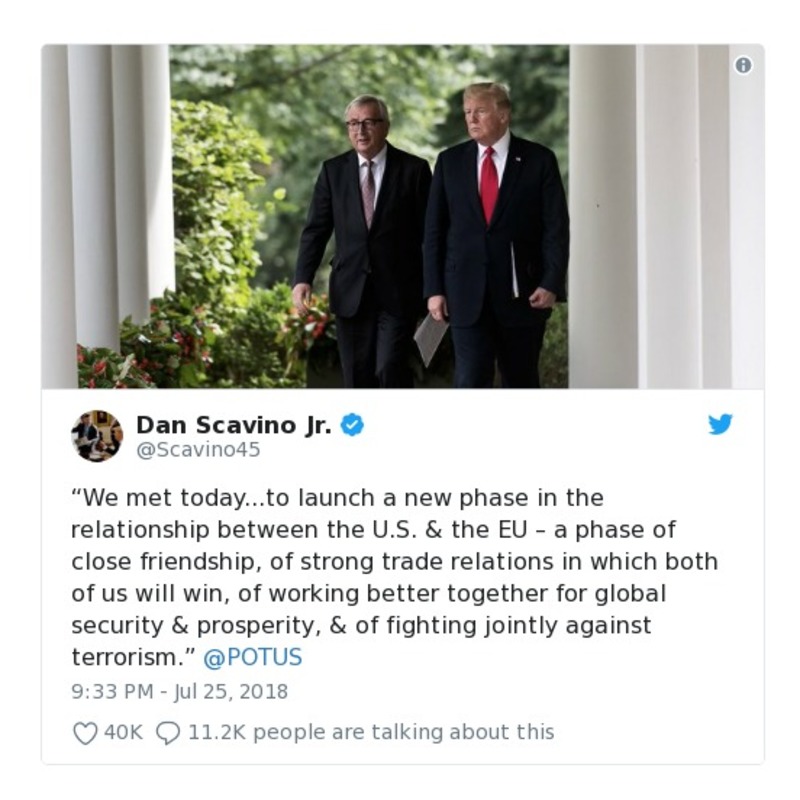 Dan Scavino Jr.
@Scavino45
“We met today...to launch a new phase in the
relationship between the U.S. & the EU – a phase of
close friendship, of strong trade relations in which both
of us will win, of working better together for global
security & prosperity, & of fighting jointly against
terrorism.” @POTUS
9:33 PM - Jul 25, 2018
40K 11.2K people are talking about this